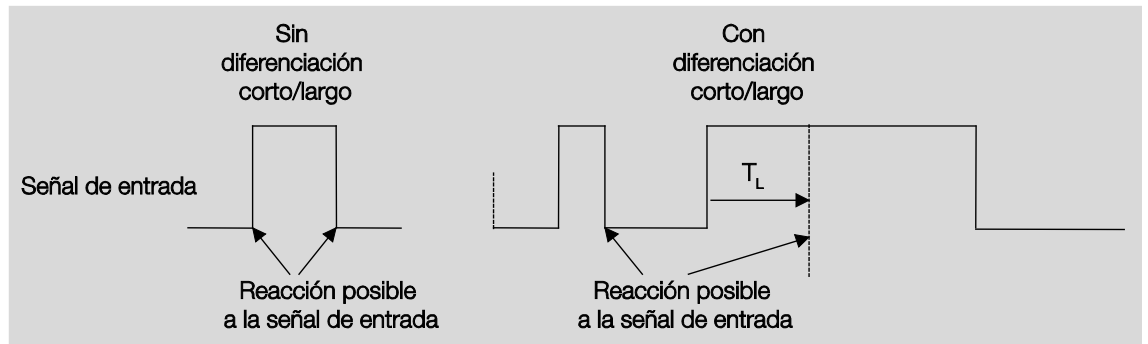 Sin
diferenciación
corto/largo
Con
diferenciación
corto/largo
Señal de entrada
TL
Reacción posible
a la señal de entrada
Reacción posible
a la señal de entrada